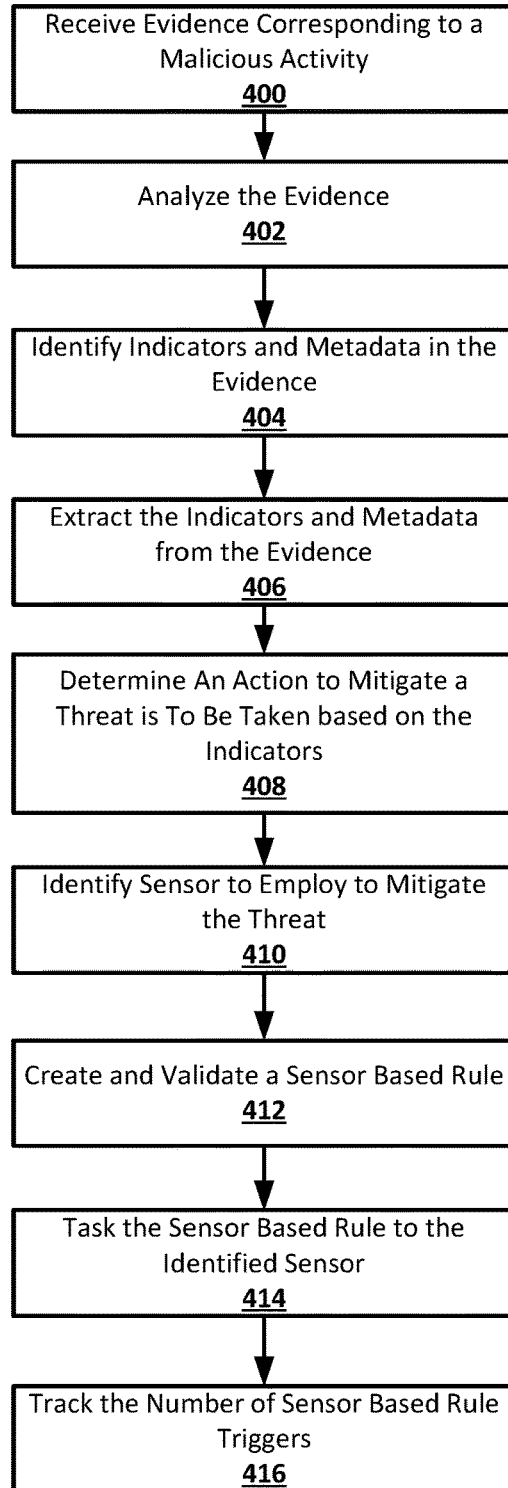 Receive Evidence Corresponding to a
Malicious Activity
400
Analyze the Evidence
402
Identify Indicators and Metadata in the
Evidence
404
Extract the Indicators and Metadata
from the Evidence
406
Determine An Action to Mitigate a
Threat is To Be Taken based on the
Indicators
408
Identify Sensor to Employ to Mitigate
the Threat
410
Create and Validate a Sensor Based Rule
412
Task the Sensor Based Rule to the
Identified Sensor
414
Track the Number of Sensor Based Rule
Triggers
416